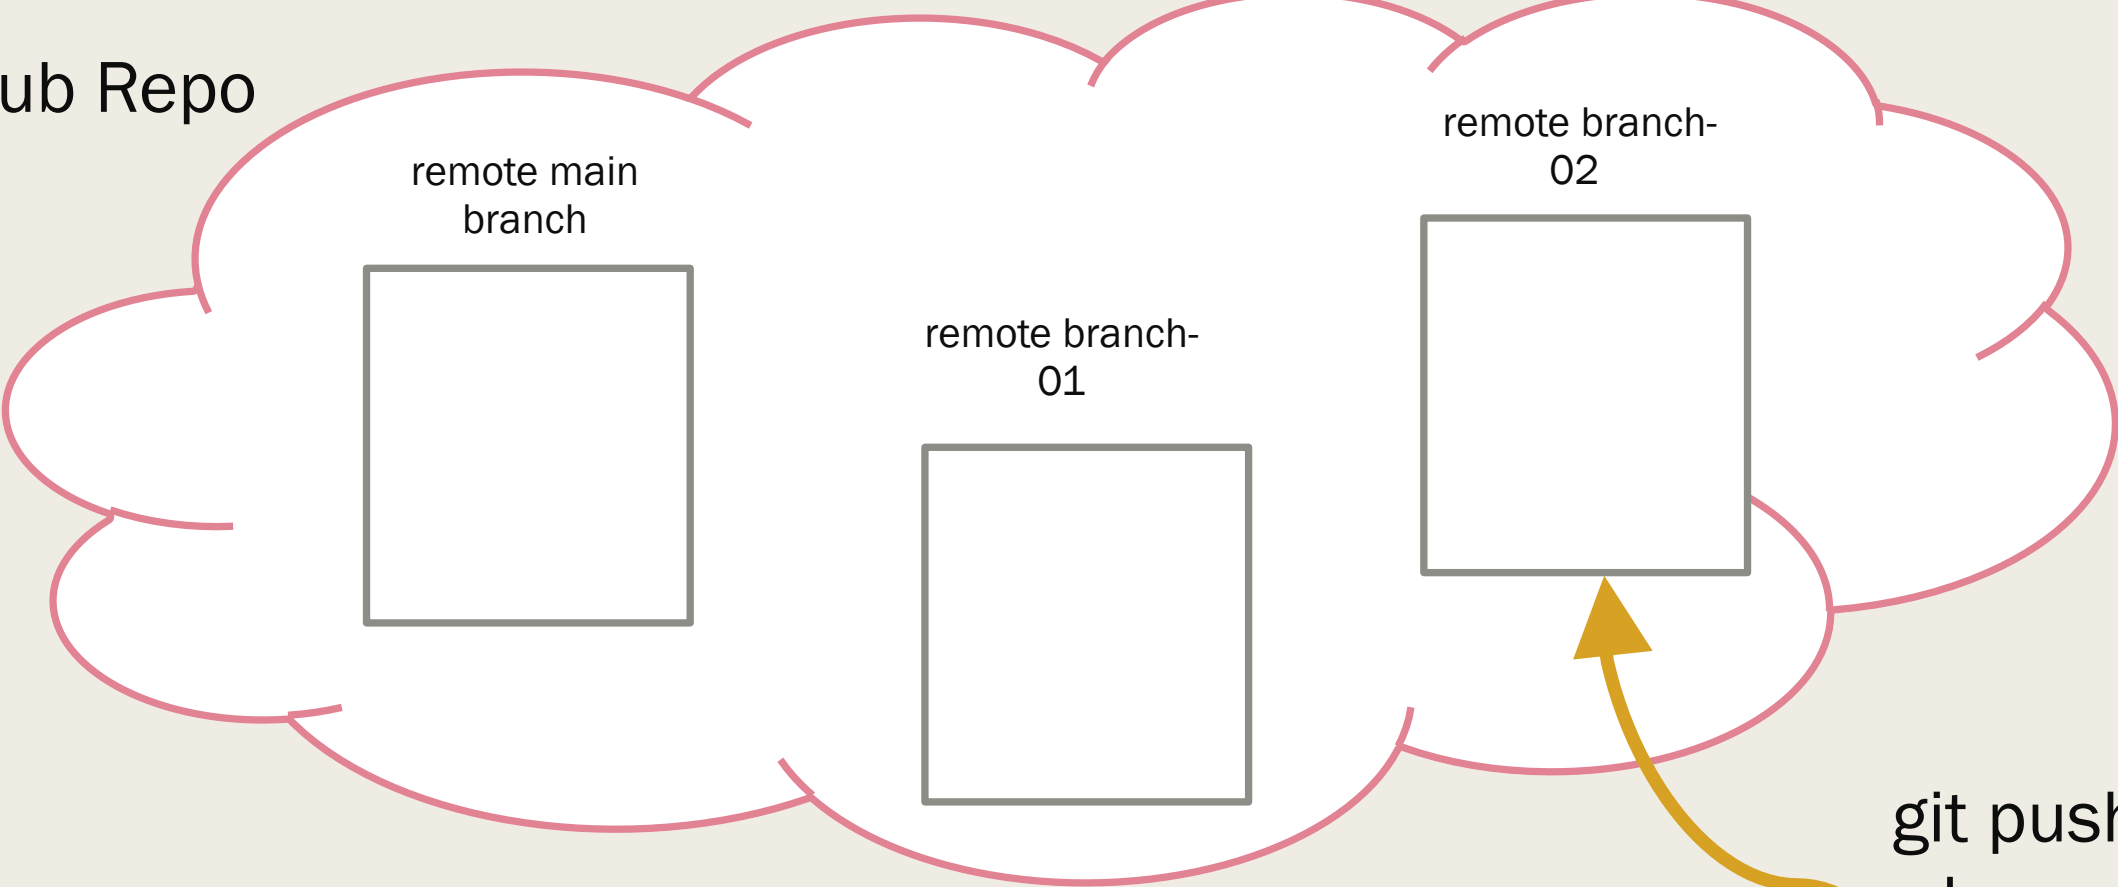 ub Repo
remote branch-
02
remote main
branch
remote branch-
01
git push